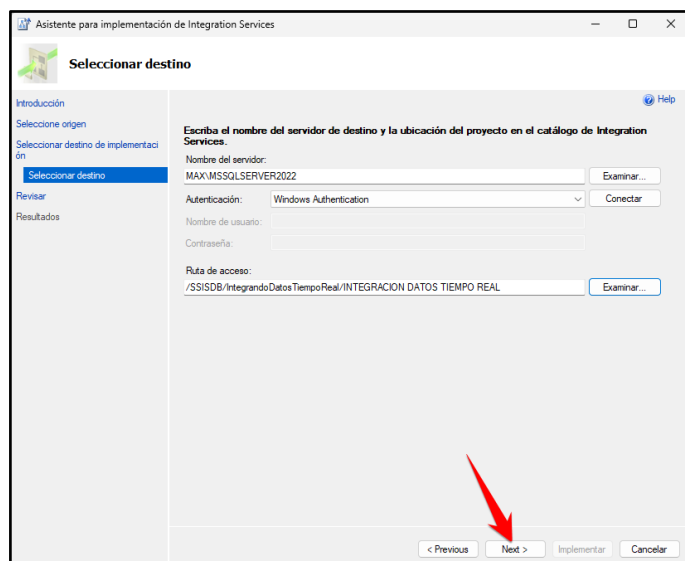 Asistente para implementación de Integration Services
Seleccionar destino
Help
Introducción
Seleccione origen
Seleccionar destino de implementaci
ón
Seleccionar destino
Revisar
Resultados
Escriba el nombre del servidor de destino y la ubicación del proyecto en el catálogo de Integration
Services.
Nombre del servidor:
MAX\MSSQLSERVER2022 Examinar...
Autenticación: Windows Authentication Conectar
Nombre de usuario:
Contraseña:
Ruta de acceso:
/SSISDB/IntegrandoDatosTiempoReal/INTEGRACION DATOS TIEMPO REAL Examinar...
< Previous Next > Implementar Cancelar